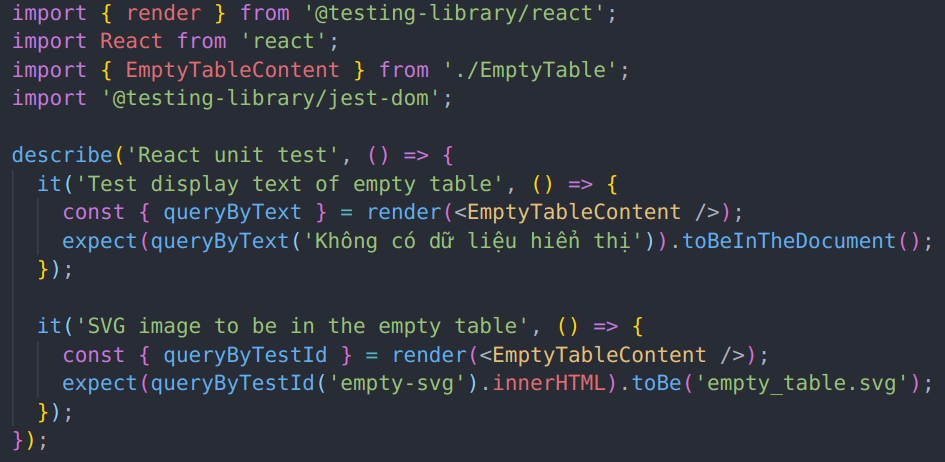 import { render } from '@testing-library/react';
import React from 'react';
import { EmptyTableContent } from './EmptyTable';
import '@testing-library/jest-dom';
describe('React unit test', () => {
it('Test display text of empty table', () => {
const { queryByText } = render(<EmptyTableContent />);
expect(queryByText('Không có dữ liệu hiển thị')).toBeInTheDocument();
});
it('SVG image to be in the empty table', () => {
const { queryByTestId } = render(<EmptyTableContent />);
expect(queryByTestId('empty-svg').innerHTML).toBe('empty_table.svg');
});
});